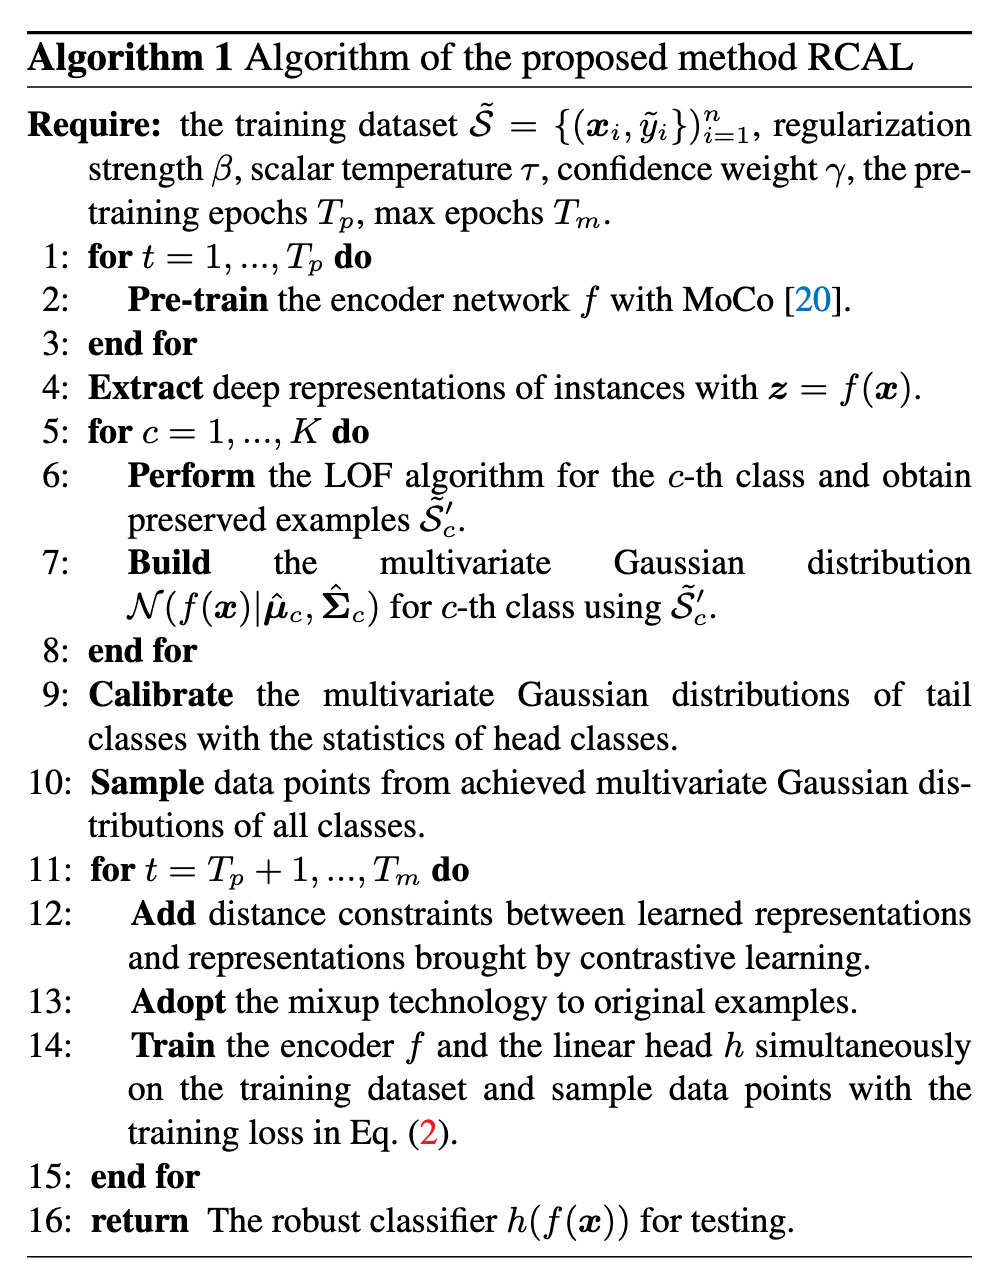 Algorithm 1 Algorithm of the proposed method RCAL
Require: the training dataset $\tilde{\mathcal{S}} = \{(\boldsymbol{x}_i, \tilde{y}_i\})_{i=1}^n$, regularization
strength β, scalar temperature τ, confidence weight γ, the pre-
training epochs $T_p$, max epochs $T_m$.
1: for $t = 1, ..., T_p$ do
2: Pre-train the encoder network $f$ with MoCo [20].
3: end for
4: Extract deep representations of instances with $\boldsymbol{z} = f(\boldsymbol{x})$.
5: for $c = 1, ..., K$ do
6: Perform the LOF algorithm for the $c$-th class and obtain
preserved examples $\tilde{\mathcal{S}}'_c$.
7: Build the multivariate Gaussian distribution
$\mathcal{N}(f(\boldsymbol{x})|\hat{\boldsymbol{\mu}}_c, \hat{\boldsymbol{\Sigma}}_c)$ for $c$-th class using $\tilde{\mathcal{S}}'_c$.
8: end for
9: Calibrate the multivariate Gaussian distributions of tail
classes with the statistics of head classes.
10: Sample data points from achieved multivariate Gaussian dis-
tributions of all classes.
11: for $t = T_p + 1, ..., T_m$ do
12: Add distance constraints between learned representations
and representations brought by contrastive learning.
13: Adopt the mixup technology to original examples.
14: Train the encoder $f$ and the linear head $h$ simultaneously
on the training dataset and sample data points with the
training loss in Eq. (2).
15: end for
16: return The robust classifier $h(f(\boldsymbol{x}))$ for testing.